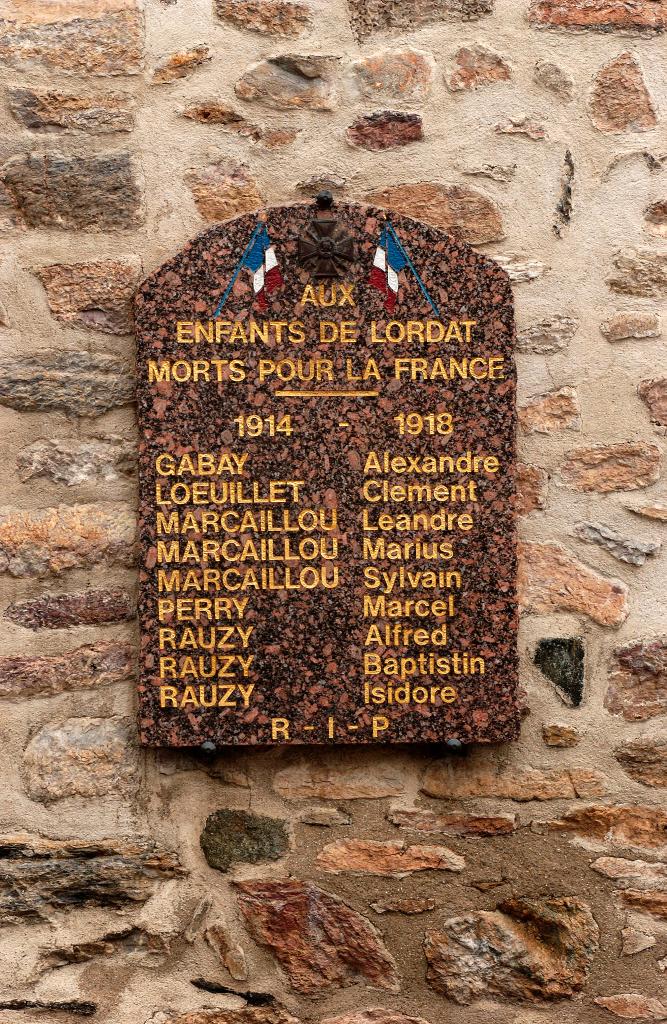 AUX
ENFANTS DE LORDAT
MORTS POUR LA FRANCE
1914 - 1918
GABAY Alexandre
LOEUILLET Clement
MARCAILLOU Leandre
MARCAILLOU Marius
MARCAILLOU Sylvain
PERRY Marcel
RAUZY Alfred
RAUZY Baptistin
RAUZY Isidore
R - I - P